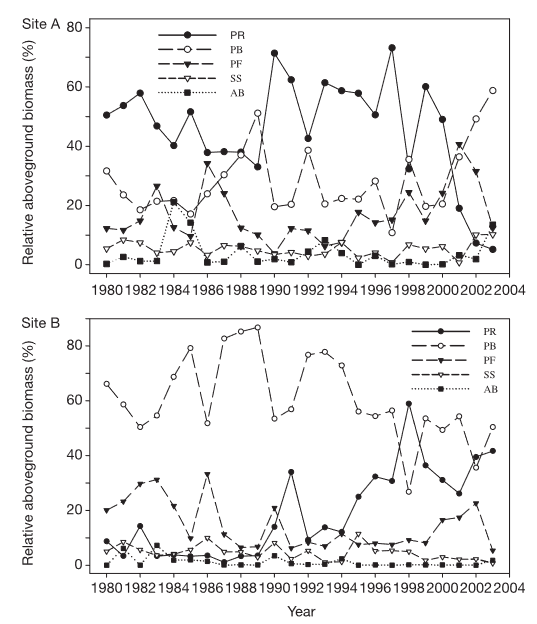 Site A
Relative aboveground biomass (%)
80
60
40
20
0
PR
PB
PF
SS
AB
1980 1982 1984 1986 1988 1990 1992 1994 1996 1998 2000 2002 2004
Site B
Relative aboveground biomass (%)
80
60
40
20
0
PR
PB
PF
SS
AB
1980 1982 1984 1986 1988 1990 1992 1994 1996 1998 2000 2002 2004
Year